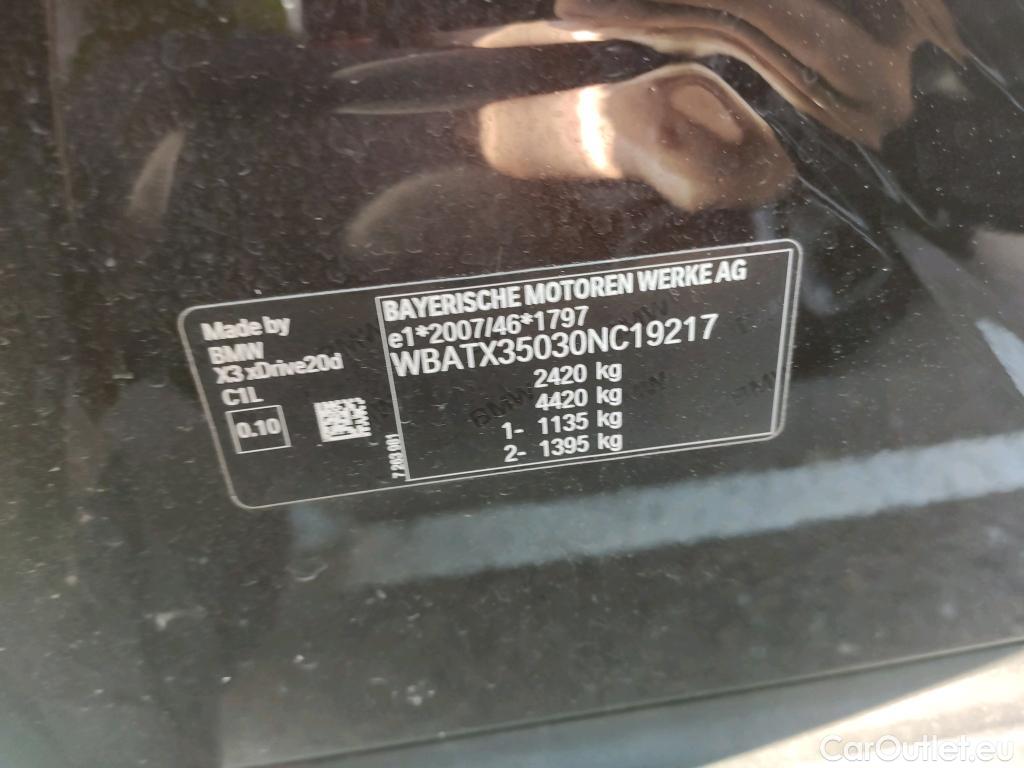 Made by
BMW
X3 xDrive20d
C1L
0.10
BAYERISCHE MOTOREN WERKE AG
e1*2007/46*1797
WBATX35030NC19217
2420 kg
4420 kg
1- 1135 kg
2- 1395 kg
BMW
CarOutlet.eu